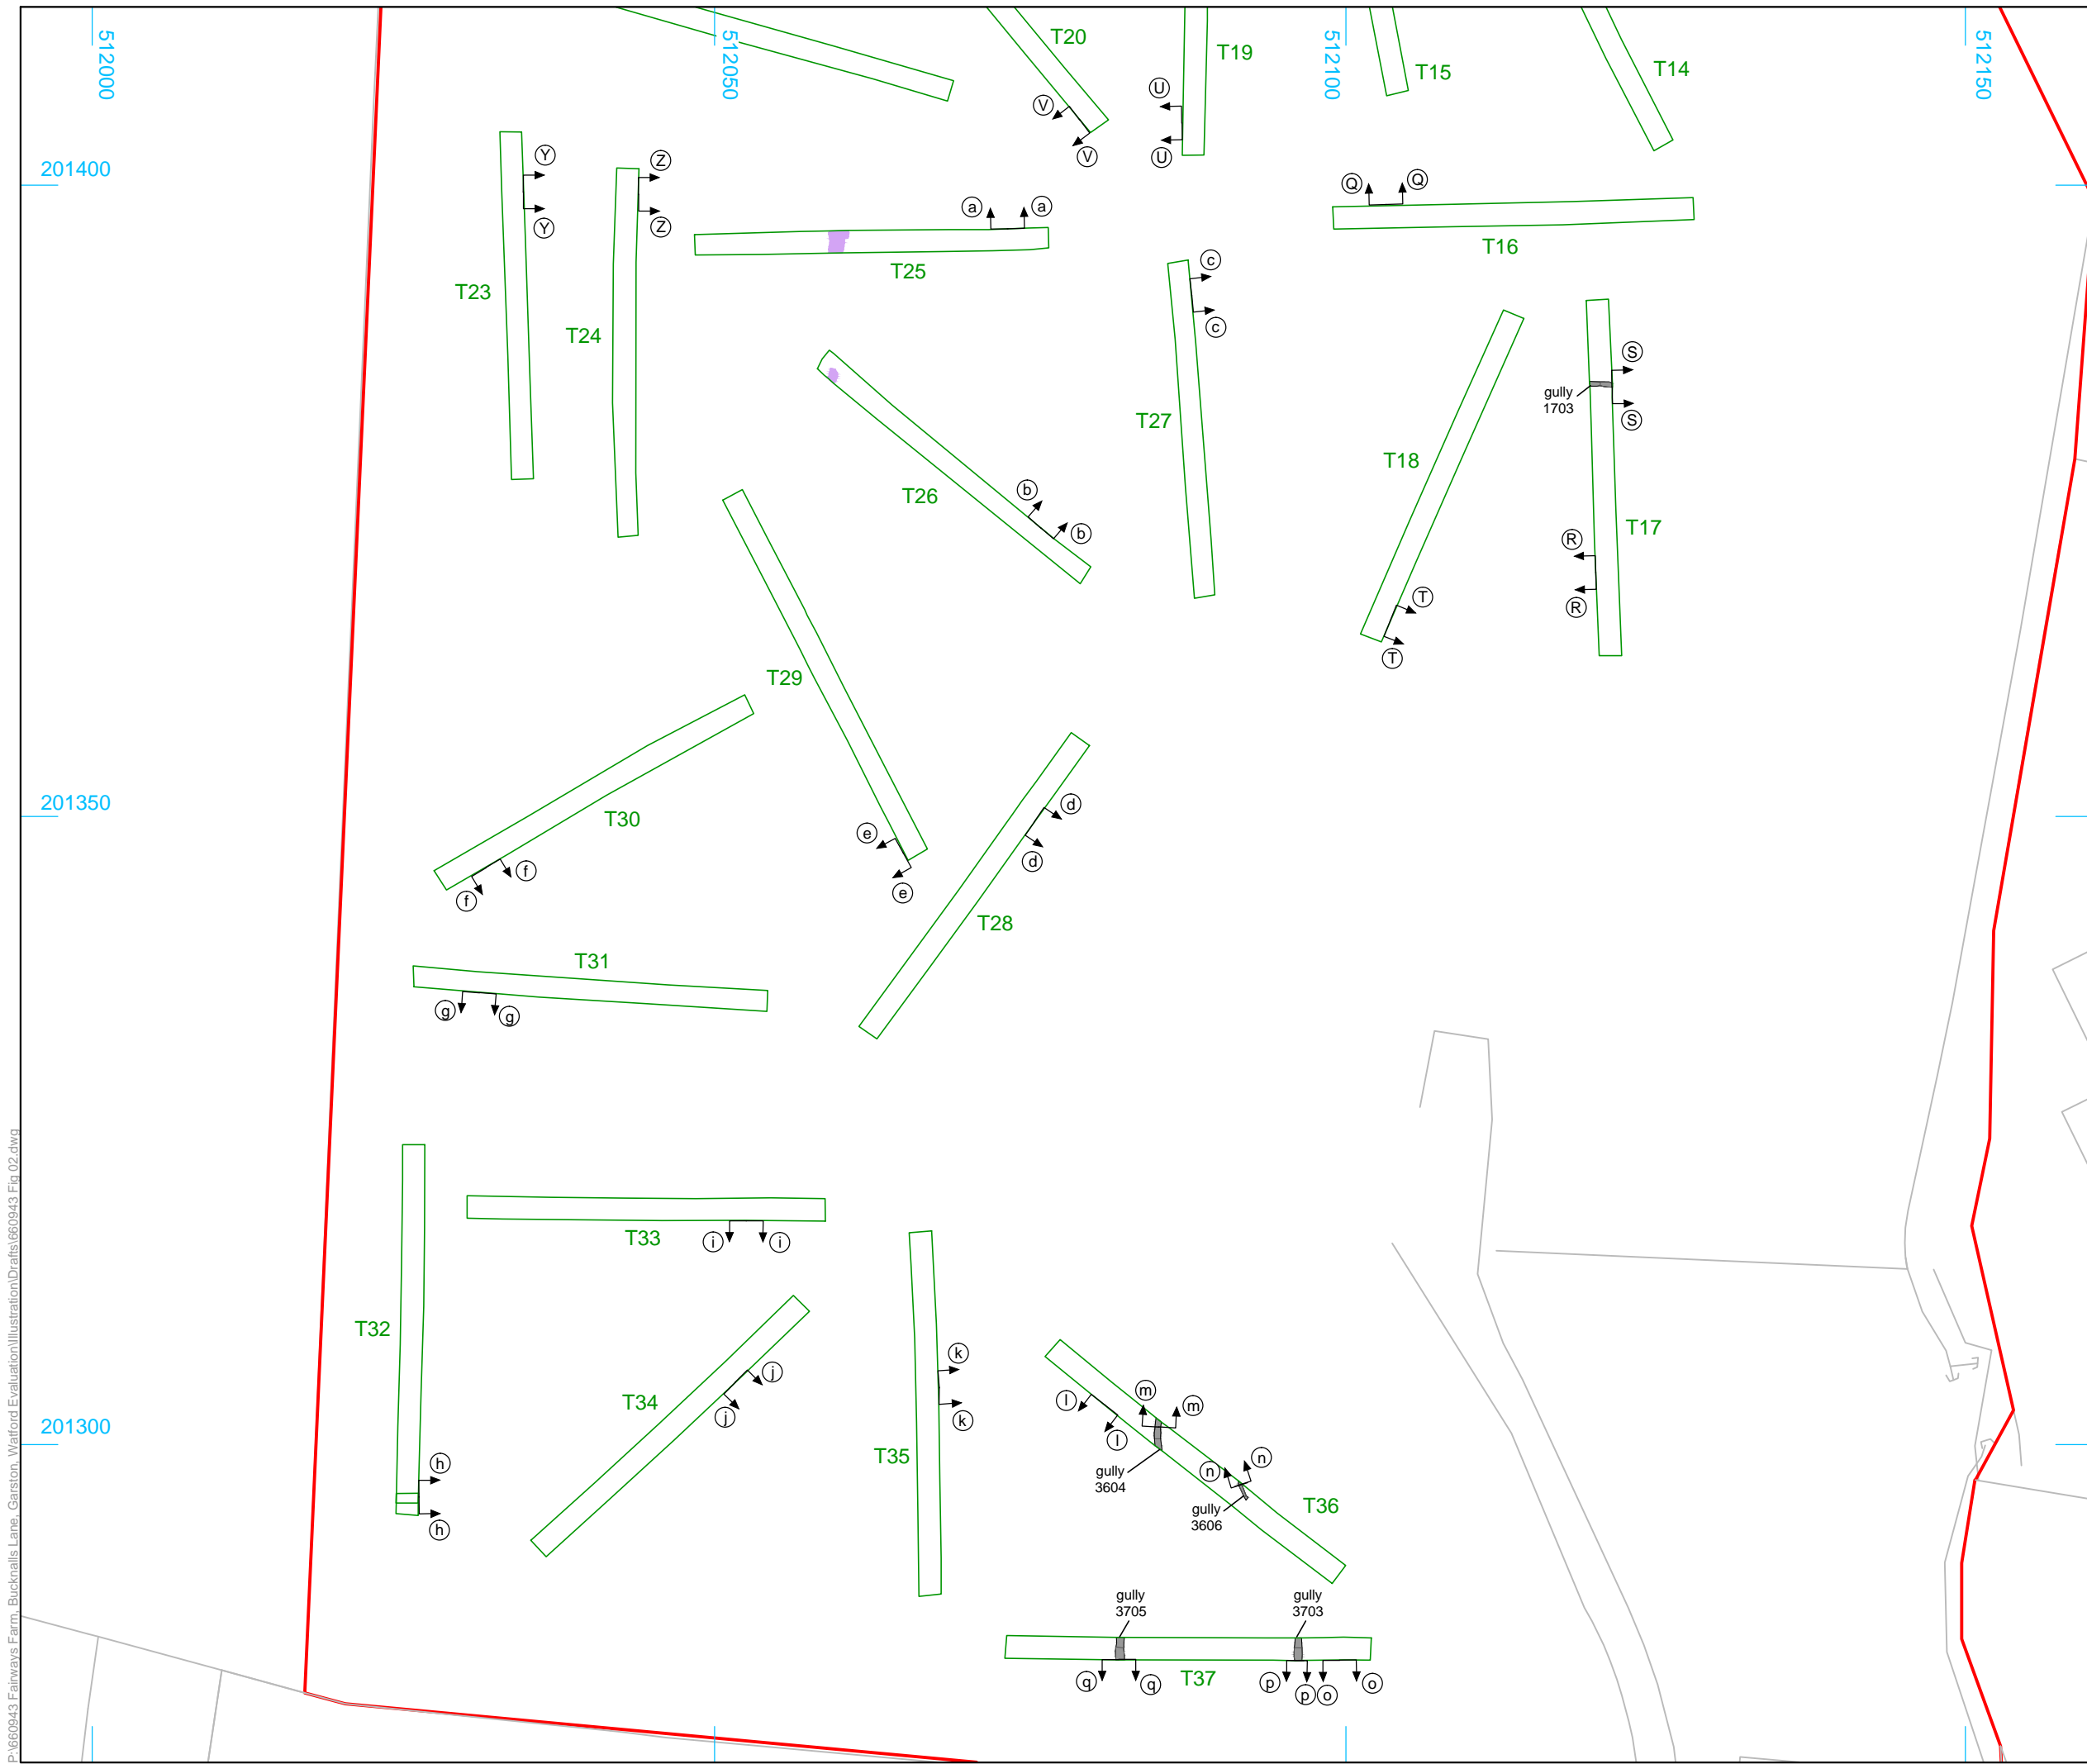 512000
512050
512100
512150
T20
T19
T15
T14
V
V
U
U
201400
Y
Y
Z
Z
a
a
Q
Q
T16
T23
T25
T24
c
c
S
S
gully
1703
T27
T18
T26
b
b
T17
R
R
T
T
T29
T30
201350
e
e
d
d
f
f
T28
T31
g
g
T33
i
i
T32
T34
j
j
k
k
T35
l
l
m
m
n
n
201300
gully
3604
gully
3606
T36
h
h
gully
3705
gully
3703
q
q
T37
p
p
o
o
P:\660943 Fairways Farm, Bucknalls Lane, Garston, Watford Evaluation\Illustration\Drafts\660943 Fig 02.dwg